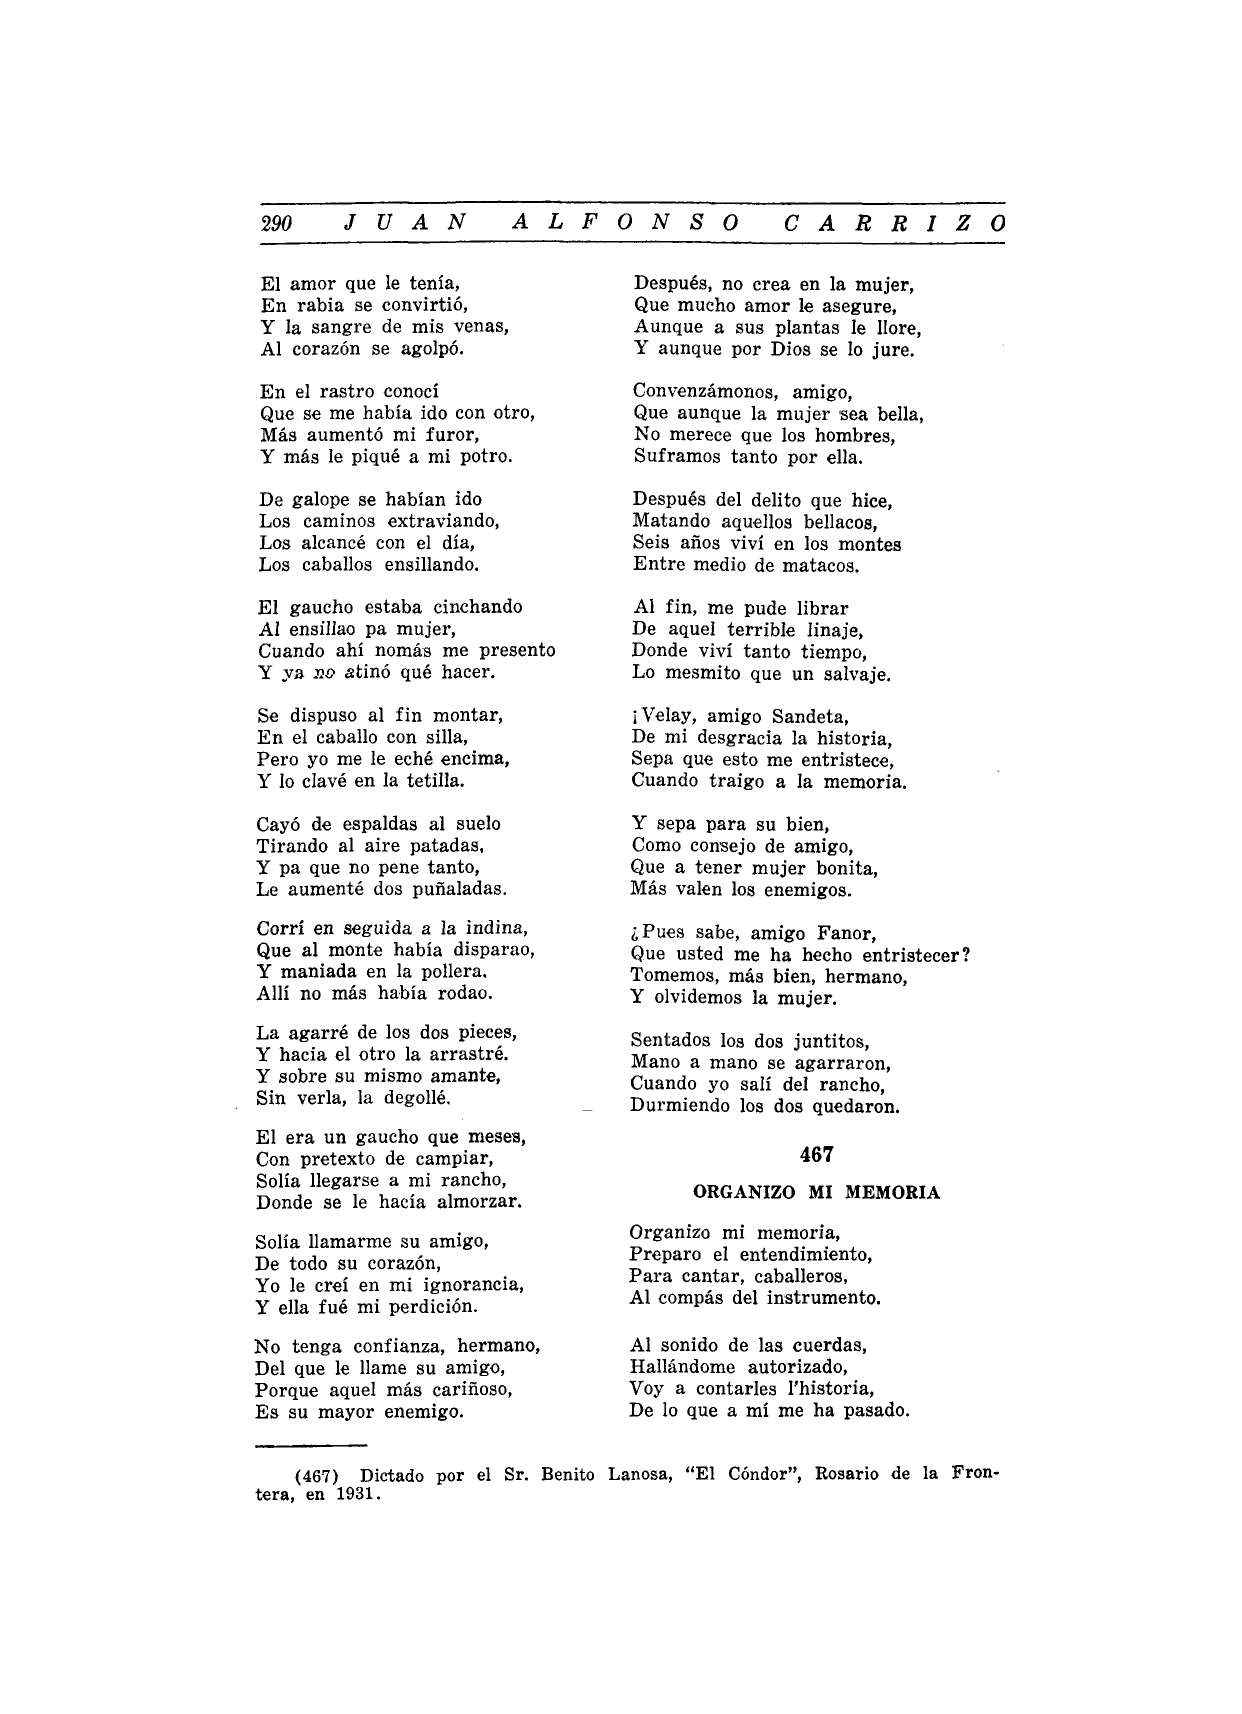 290 JUAN ALFONSO CARRIZO
El amor que le tenía,
En rabia se convirtió,
Y la sangre de mis venas,
Al corazón se agolpó.
En el rastro conocí
Que se me había ido con otro,
Más aumentó mi furor,
Y más le piqué a mi potro.
De galope se habían ido
Los caminos extraviando,
Los alcancé con el día,
Los caballos ensillando.
El gaucho estaba cinchando
Al ensillao pa mujer,
Cuando ahí nomás me presento
Y ya no atinó qué hacer.
Se dispuso al fin montar,
En el caballo con silla,
Pero yo me le eché encima,
Y lo clavé en la tetilla.
Cayó de espaldas al suelo
Tirando al aire patadas,
Y pa que no pene tanto,
Le aumenté dos puñaladas.
Corrí en seguida a la indina,
Que al monte había disparao,
Y maniada en la pollera.
Allí no más había rodao.
La agarré de los dos pieces,
Y hacia el otro la arrastré.
Y sobre su mismo amante,
Sin verla, la degollé.
El era un gaucho que meses,
Con pretexto de campiar,
Solía llegarse a mi rancho,
Donde se le hacía almorzar.
Solía llamarme su amigo,
De todo su corazón,
Yo le creí en mi ignorancia,
Y ella fué mi perdición.
No tenga confianza, hermano,
Del que le llame su amigo,
Porque aquel más cariñoso,
Es su mayor enemigo.
Después, no crea en la mujer,
Que mucho amor le asegure,
Aunque a sus plantas le llore,
Y aunque por Dios se lo jure.
Convenzámonos, amigo,
Que aunque la mujer sea bella,
No merece que los hombres,
Suframos tanto por ella.
Después del delito que hice,
Matando aquellos bellacos,
Seis años viví en los montes
Entre medio de matacos.
Al fin, me pude librar
De aquel terrible linaje,
Donde viví tanto tiempo,
Lo mesmito que un salvaje.
¡Velay, amigo Sandeta,
De mi desgracia la historia,
Sepa que esto me entristece,
Cuando traigo a la memoria.
Y sepa para su bien,
Como consejo de amigo,
Que a tener mujer bonita,
Más valen los enemigos.
¿Pues sabe, amigo Fanor,
Que usted me ha hecho entristecer?
Tomemos, más bien, hermano,
Y olvidemos la mujer.
Sentados los dos juntitos,
Mano a mano se agarraron,
Cuando yo salí del rancho,
Durmiendo los dos quedaron.
467
ORGANIZO MI MEMORIA
Organizo mi memoria,
Preparo el entendimiento,
Para cantar, caballeros,
Al compás del instrumento.
Al sonido de las cuerdas,
Hallándome autorizado,
Voy a contarles l'historia,
De lo que a mí me ha pasado.
(467) Dictado por el Sr. Benito Lanosa, “El Cóndor”, Rosario de la Fron-
tera, en 1931.